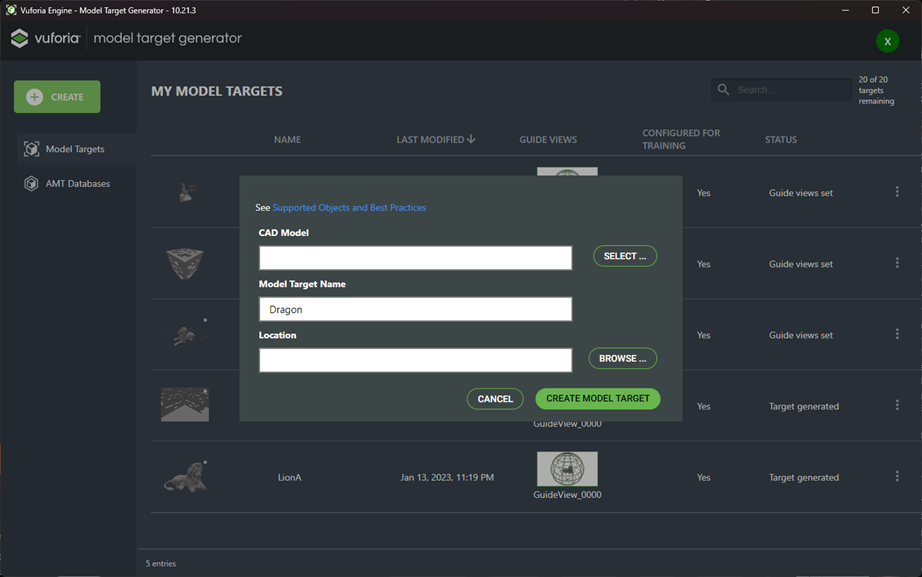 Vuforia Engine - Model Target Generator - 10.21.3
vuforia model target generator
X
CREATE
MY MODEL TARGETS
Search...
20 of 20
targets
remaining
Model Targets
AMT Databases
NAME
LAST MODIFIED
GUIDE VIEWS
CONFIGURED FOR
TRAINING
STATUS
Yes
Guide views set
Yes
Guide views set
Yes
Guide views set
Yes
Target generated
See Supported Objects and Best Practices
CAD Model
SELECT ...
Model Target Name
Dragon
Location
BROWSE ...
CANCEL
CREATE MODEL TARGET
GuideView_0000
LionA
Jan 13, 2023, 11:19 PM
Yes
Target generated
GuideView_0000
5 entries